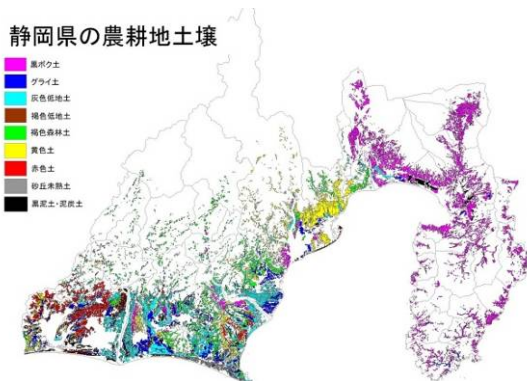 静岡県の農耕地土壌
黒ボク土
グライ土
灰色低地土
褐色低地土
褐色森林土
黄色土
赤色土
砂丘未熟土
黒泥土・泥炭土